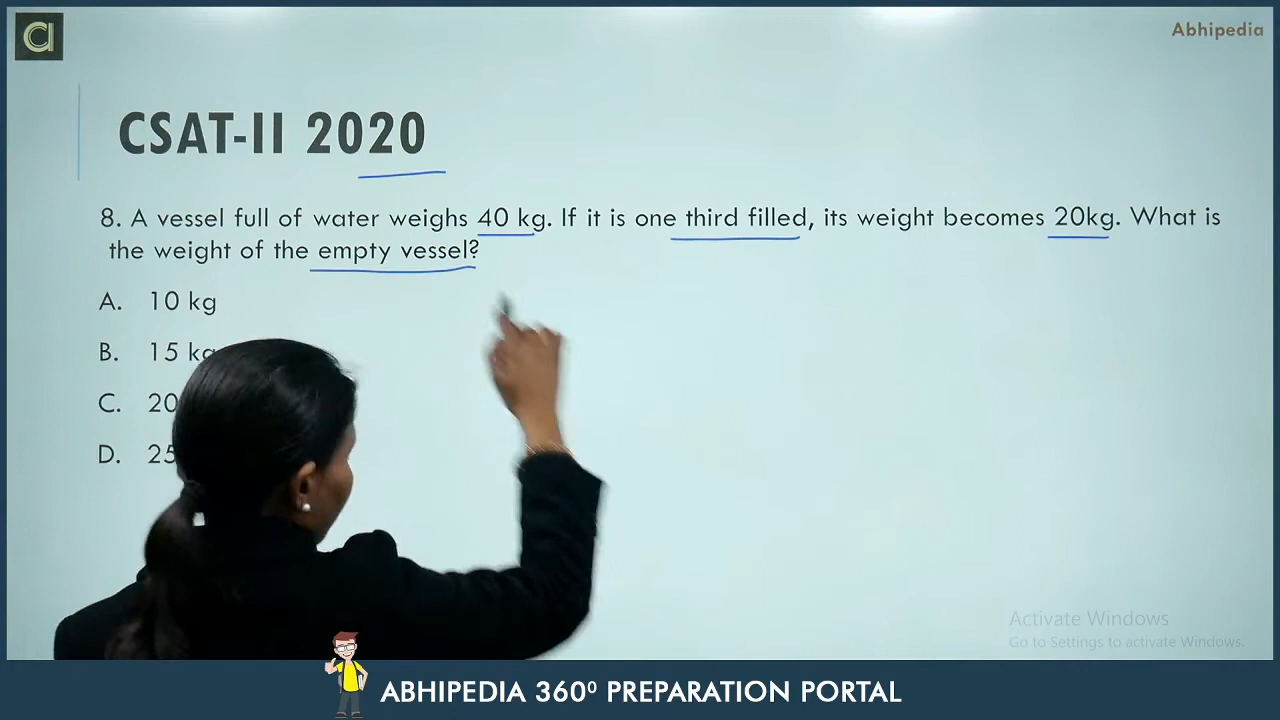 Abhipedia
CSAT-II 2020
8. A vessel full of water weighs 40 kg. If it is one third filled, its weight becomes 20kg. What is
the weight of the empty vessel?
A. 10 kg
B. 15 kg
C. 20
D. 25
Activate Windows
Go to Settings to activate Windows.
ABHIPEDIA 360⁰ PREPARATION PORTAL